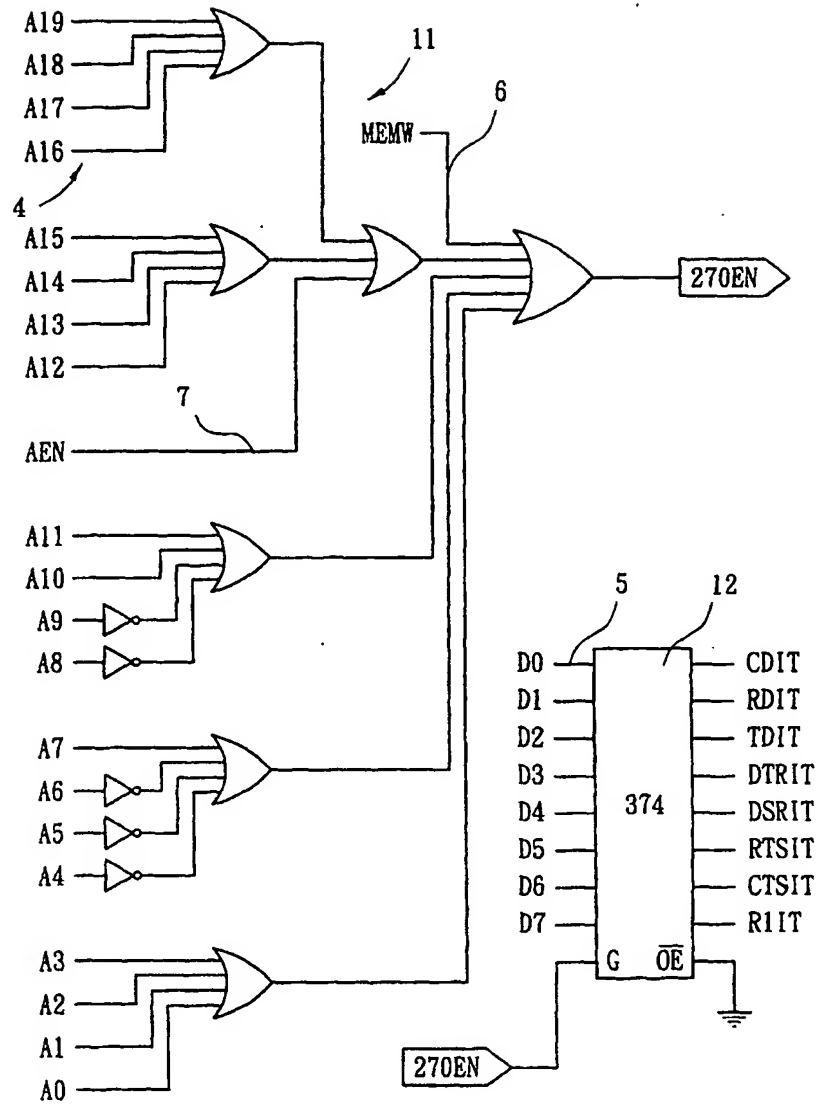 A19
A18
A17
A16
4
11
6
MEMW
A15
A14
A13
A12
270EN
7
AEN
A11
A10
A9
A8
A7
A6
A5
A4
A3
A2
A1
A0
5
12
D0 CDIT
D1 RDIT
D2 TDIT
D3 DTRIT
374
D4 DSRIT
D5 RTSIT
D6 CTSIT
D7 R1IT
G OE
270EN